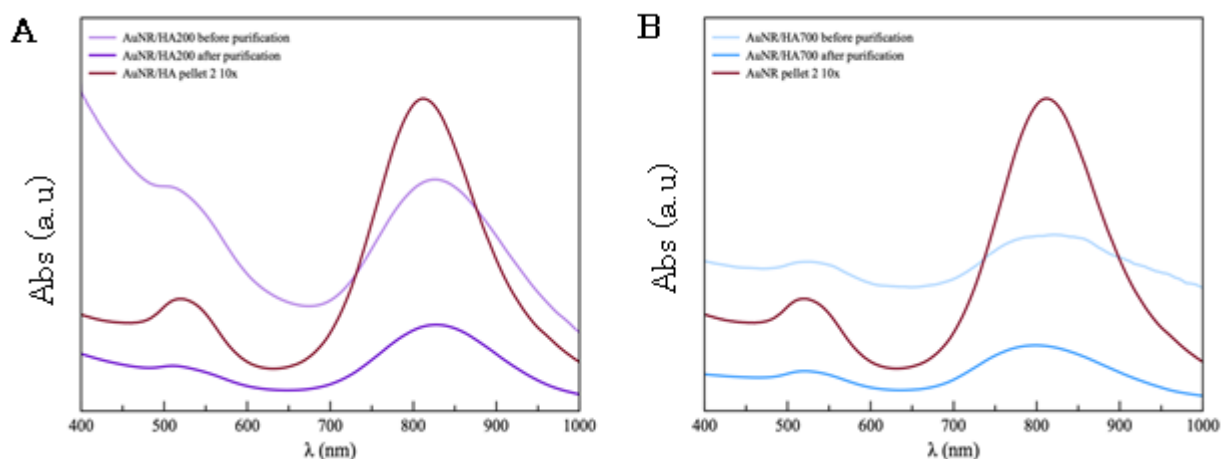 A
AuNR/HA200 before purification
AuNR/HA200 after purification
AuNR/HA pellet 2 10x
Abs (a.u)
400 500 600 700 800 900 1000
λ (nm)
B
AuNR/HA700 before purification
AuNR/HA700 after purification
AuNR pellet 2 10x
Abs (a.u)
400 500 600 700 800 900 1000
λ (nm)